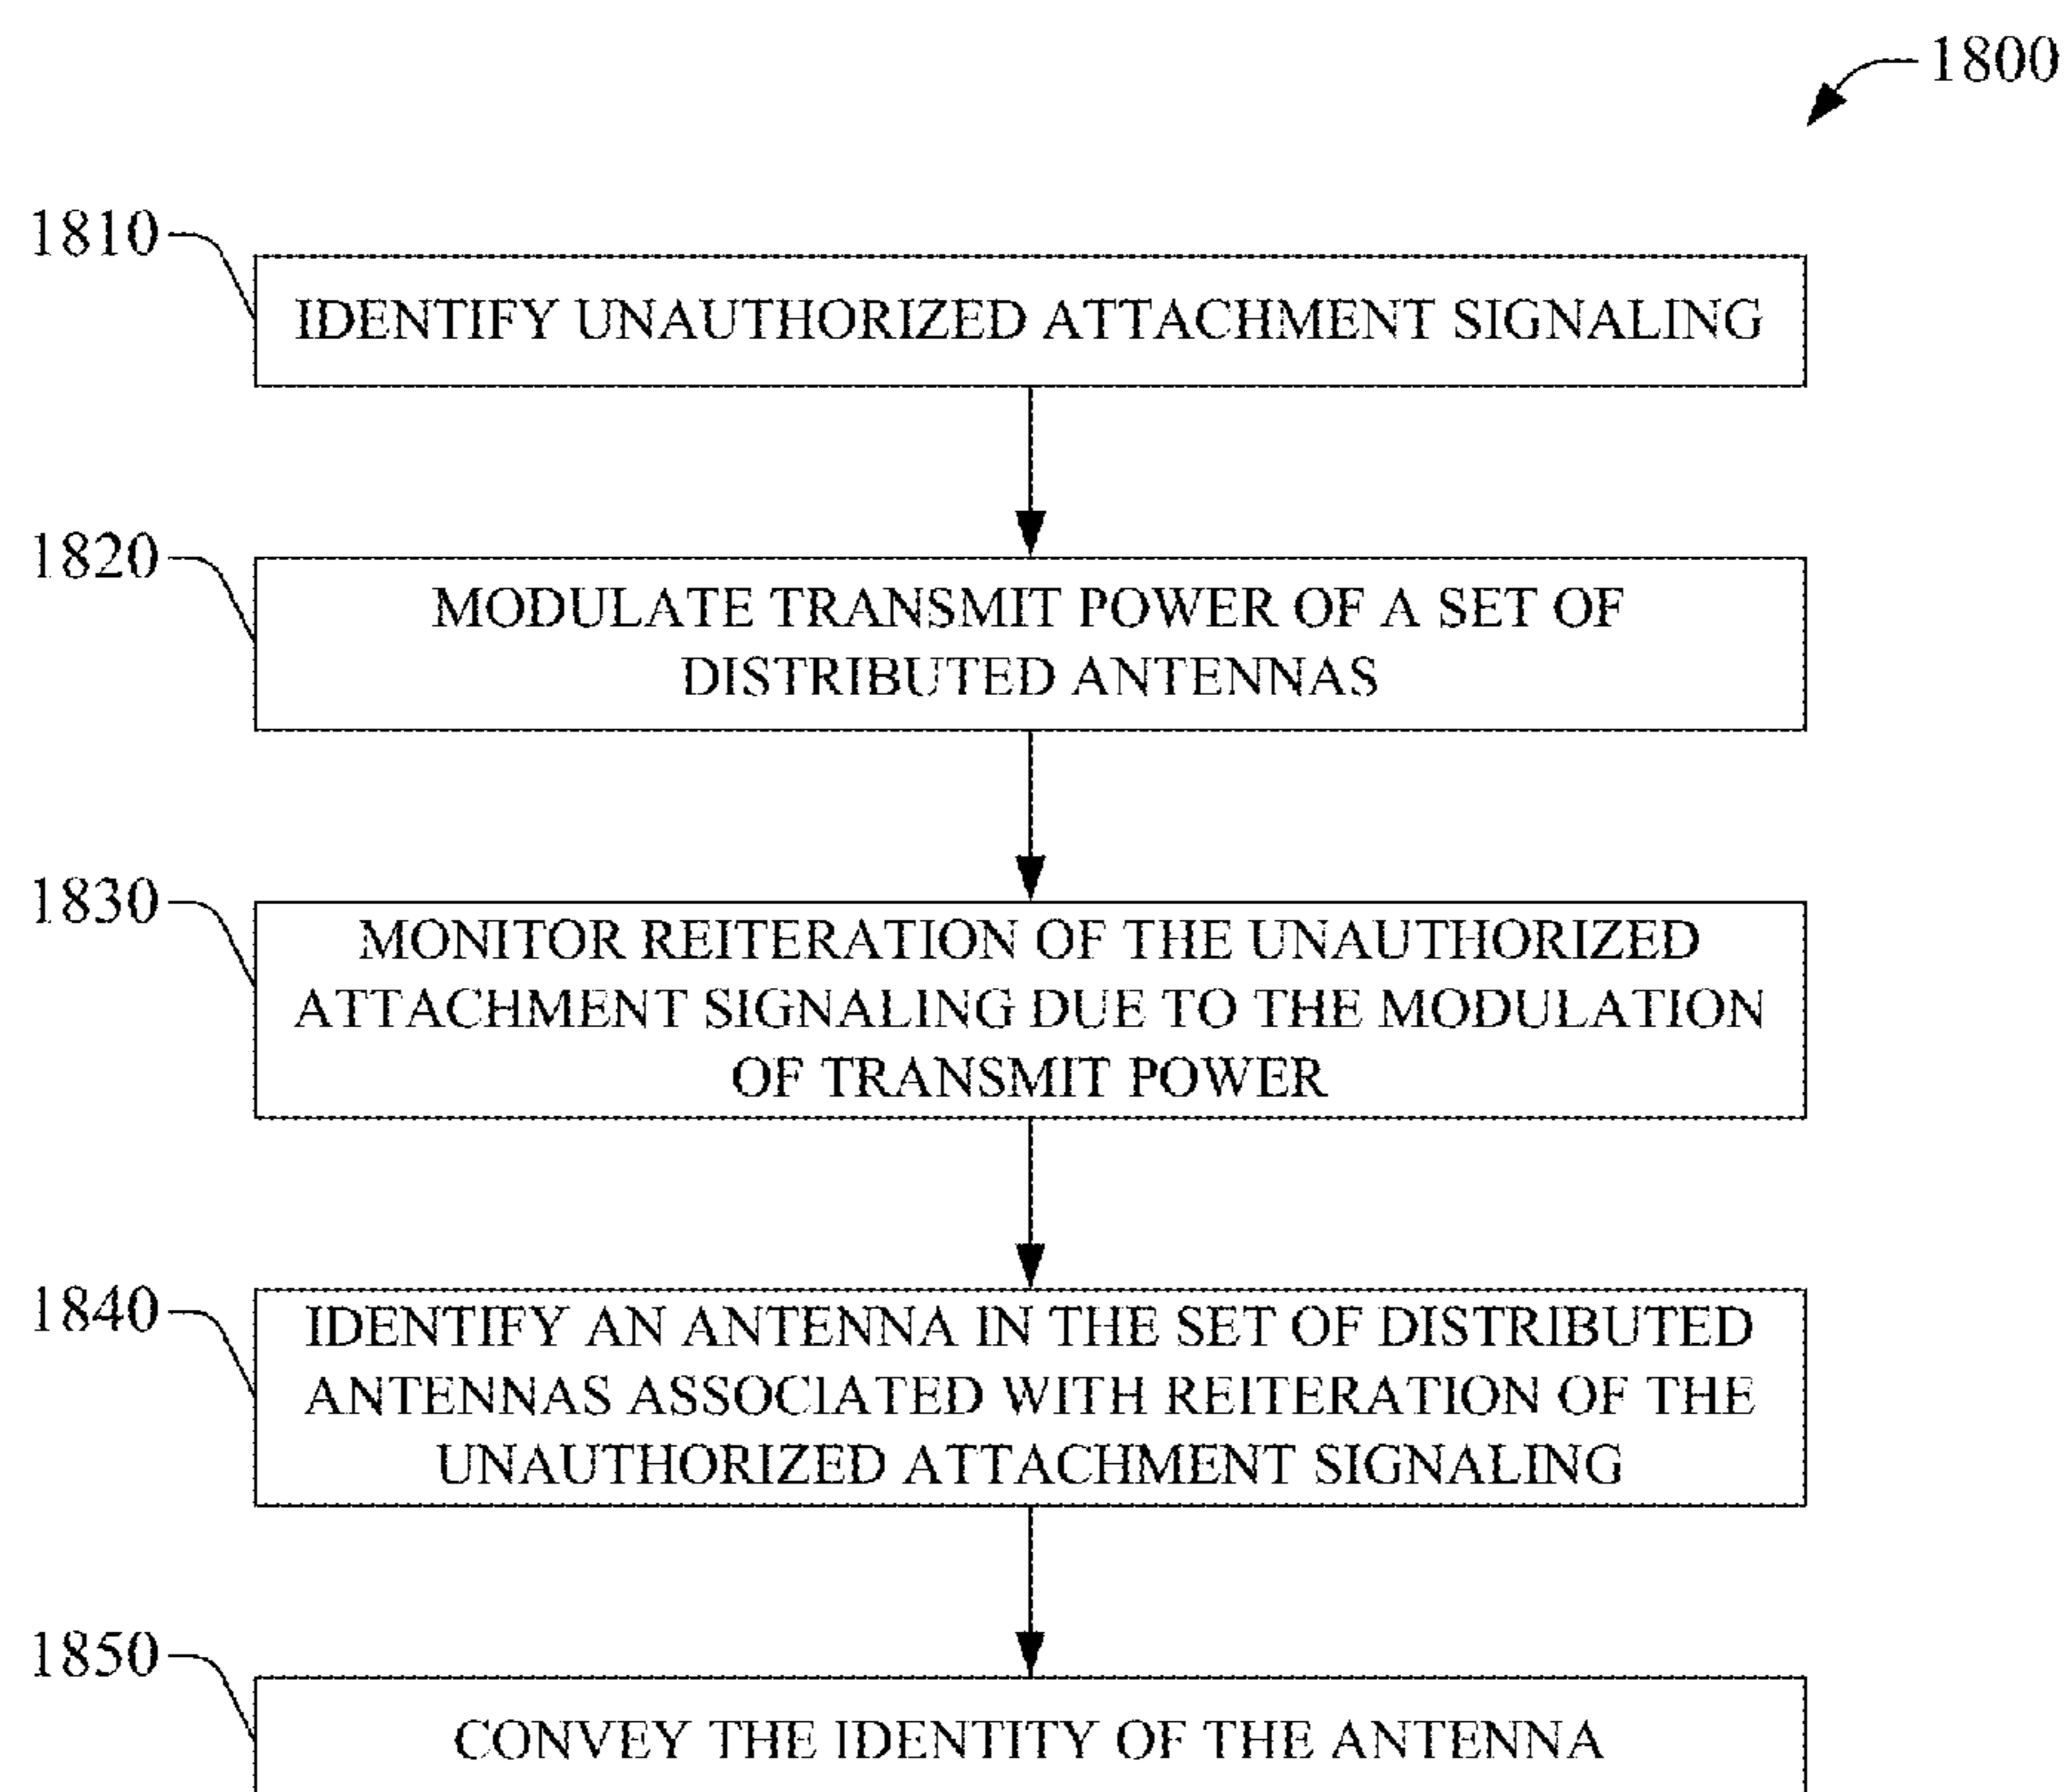 1800
1810
IDENTIFY UNAUTHORIZED ATTACHMENT SIGNALING
1820
MODULATE TRANSMIT POWER OF A SET OF
DISTRIBUTED ANTENNAS
1830
MONITOR REITERATION OF THE UNAUTHORIZED
ATTACHMENT SIGNALING DUE TO THE MODULATION
OF TRANSMIT POWER
1840
IDENTIFY AN ANTENNA IN THE SET OF DISTRIBUTED
ANTENNAS ASSOCIATED WITH REITERATION OF THE
UNAUTHORIZED ATTACHMENT SIGNALING
1850
CONVEY THE IDENTITY OF THE ANTENNA